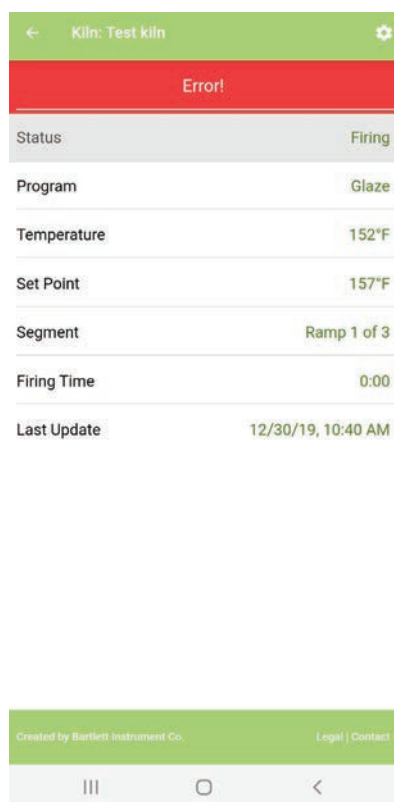 Kiln: Test kiln
Error!
Status Firing
Program Glaze
Temperature 152°F
Set Point 157°F
Segment Ramp 1 of 3
Firing Time 0:00
Last Update 12/30/19, 10:40 AM
Created by Bartlett Instrument Co. Legal | Contact